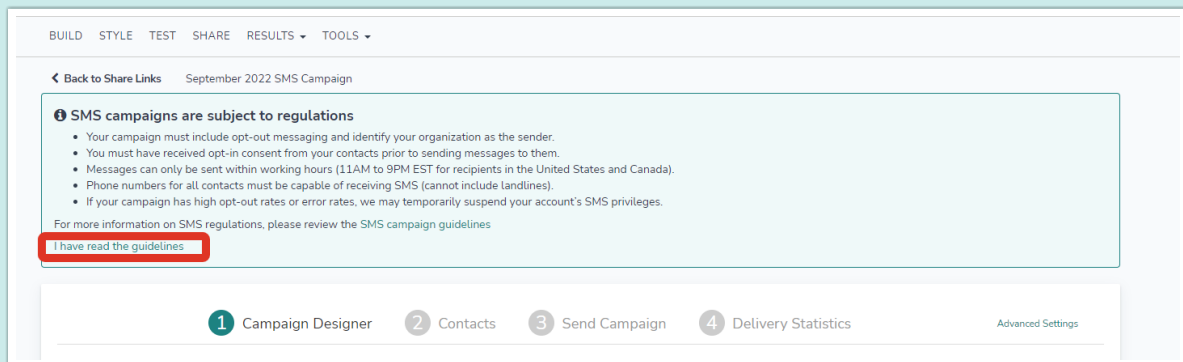 BUILD STYLE TEST SHARE RESULTS TOOLS
Back to Share Links September 2022 SMS Campaign
SMS campaigns are subject to regulations
Your campaign must include opt-out messaging and identify your organization as the sender.
You must have received opt-in consent from your contacts prior to sending messages to them.
Messages can only be sent within working hours (11AM to 9PM EST for recipients in the United States and Canada).
Phone numbers for all contacts must be capable of receiving SMS (cannot include landlines).
If your campaign has high opt-out rates or error rates, we may temporarily suspend your account's SMS privileges.
For more information on SMS regulations, please review the SMS campaign guidelines
I have read the guidelines
1 Campaign Designer 2 Contacts 3 Send Campaign 4 Delivery Statistics Advanced Settings